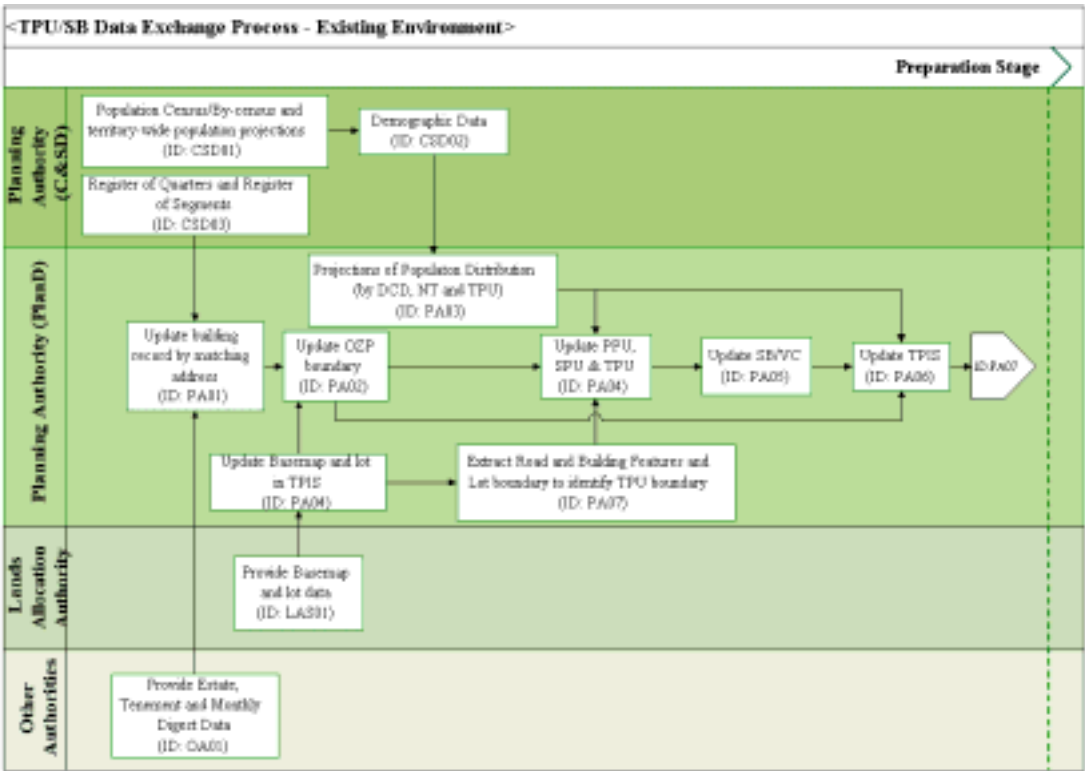 <TPU/SB Data Exchange Process - Existing Environment>
Preparation Stage
Planning
Authority
(C&SD)
Population Census/By-census and
territory-wide population projections
(ID: CSD01)
Demographic Data
(ID: CSD02)
Register of Quarters and Register
of Segments
(ID: CSD03)
Planning Authority (PlanD)
Projections of Populaton Distribution
(by DCD, NT and TPU)
(ID: PA03)
Update building
record by matching
address
(ID: PA01)
Update OZP
boundary
(ID: PA02)
Update PPU,
SPU & TPU
(ID: PA04)
Update SB/VC
(ID: PA05)
Update TPIS
(ID: PA06)
ID:PA07
Update Basemap and lot
in TPIS
(ID: PA04)
Extract Road and Building Features and
Lot boundary to identify TPU boundary
(ID: PA07)
Lands
Allocation
Authority
Provide Basemap
and lot data
(ID: LAS01)
Other
Authorities
Provide Estate,
Tenement and Monthly
Digest Data
(ID: OA01)